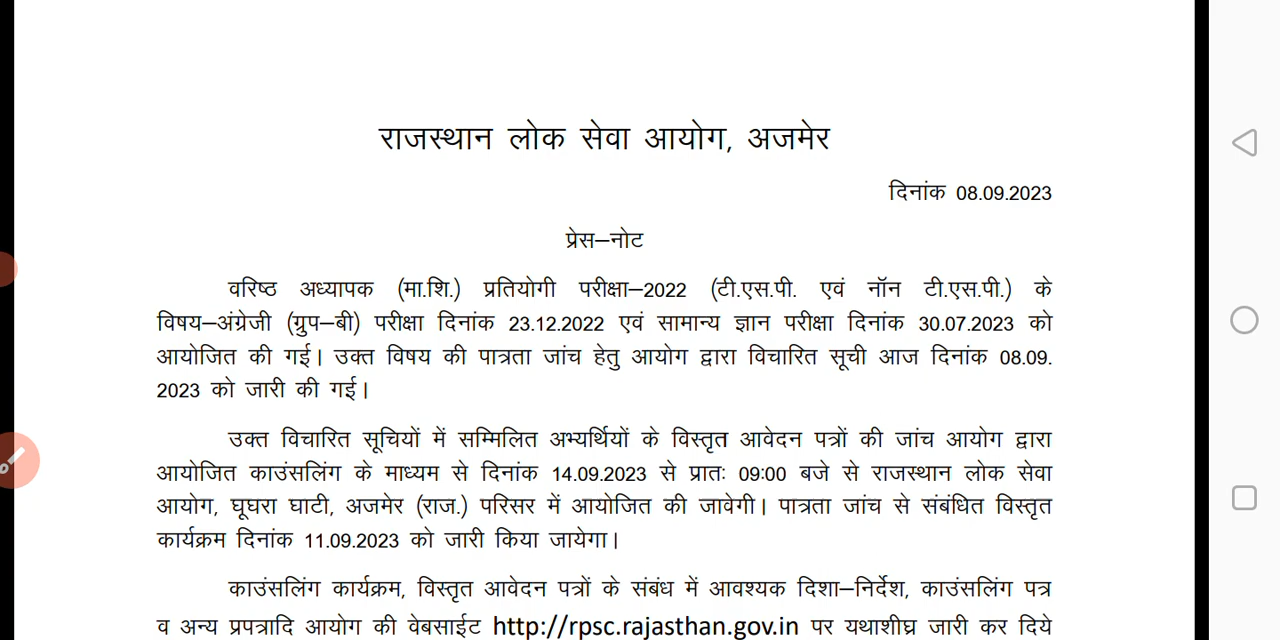 राजस्थान लोक सेवा आयोग, अजमेर
दिनांक 08.09.2023
प्रेस–नोट
वरिष्ठ अध्यापक (मा.शि.) प्रतियोगी परीक्षा–2022 (टी.एस.पी. एवं नॉन टी.एस.पी.) के
विषय–अंग्रेजी (ग्रुप–बी) परीक्षा दिनांक 23.12.2022 एवं सामान्य ज्ञान परीक्षा दिनांक 30.07.2023 को
आयोजित की गई। उक्त विषय की पात्रता जांच हेतु आयोग द्वारा विचारित सूची आज दिनांक 08.09.
2023 को जारी की गई।
उक्त विचारित सूचियों में सम्मिलित अभ्यर्थियों के विस्तृत आवेदन पत्रों की जांच आयोग द्वारा
आयोजित काउंसलिंग के माध्यम से दिनांक 14.09.2023 से प्रातः 09:00 बजे से राजस्थान लोक सेवा
आयोग, घूघरा घाटी, अजमेर (राज.) परिसर में आयोजित की जावेगी। पात्रता जांच से संबंधित विस्तृत
कार्यक्रम दिनांक 11.09.2023 को जारी किया जायेगा।
काउंसलिंग कार्यक्रम, विस्तृत आवेदन पत्रों के संबंध में आवश्यक दिशा–निर्देश, काउंसलिंग पत्र
व अन्य प्रपत्रादि आयोग की वेबसाईट http://rpsc.rajasthan.gov.in पर यथाशीघ्र जारी कर दिये